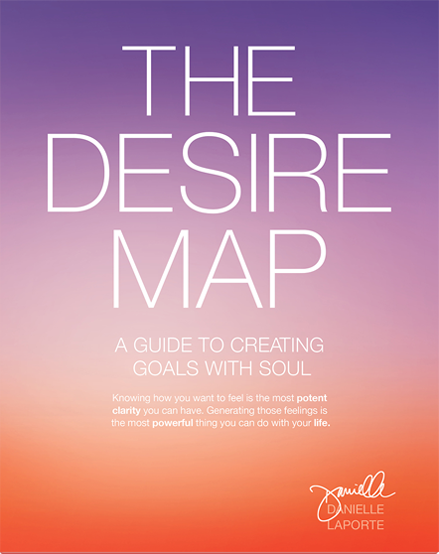 THE
DESIRE
MAP
A GUIDE TO CREATING
GOALS WITH SOUL
Knowing how you want to feel is the most potent
clarity you can have. Generating those feelings is
the most powerful thing you can do with your life.
Danielle
DANIELLE
LAPORTE